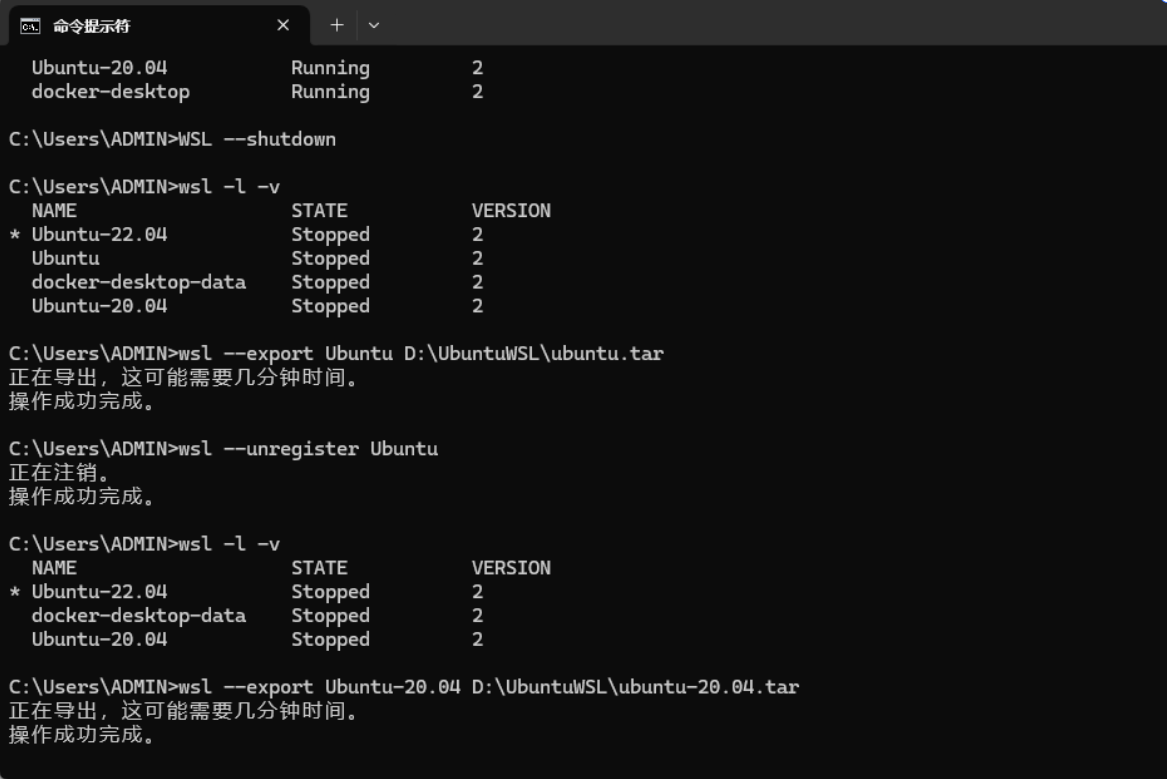 命令提示符
Ubuntu-20.04 Running 2
docker-desktop Running 2
C:\Users\ADMIN>WSL --shutdown
C:\Users\ADMIN>wsl -l -v
NAME STATE VERSION
* Ubuntu-22.04 Stopped 2
Ubuntu Stopped 2
docker-desktop-data Stopped 2
Ubuntu-20.04 Stopped 2
C:\Users\ADMIN>wsl --export Ubuntu D:\UbuntuWSL\ubuntu.tar
正在导出，这可能需要几分钟时间。
操作成功完成。
C:\Users\ADMIN>wsl --unregister Ubuntu
正在注销。
操作成功完成。
C:\Users\ADMIN>wsl -l -v
NAME STATE VERSION
* Ubuntu-22.04 Stopped 2
docker-desktop-data Stopped 2
Ubuntu-20.04 Stopped 2
C:\Users\ADMIN>wsl --export Ubuntu-20.04 D:\UbuntuWSL\ubuntu-20.04.tar
正在导出，这可能需要几分钟时间。
操作成功完成。